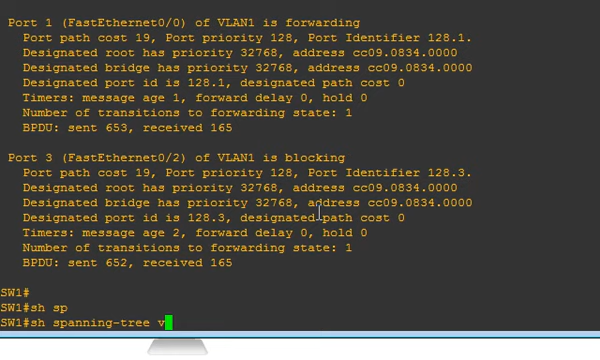 Port 1 (FastEthernet0/0) of VLAN1 is forwarding
Port path cost 19, Port priority 128, Port Identifier 128.1.
Designated root has priority 32768, address cc09.0834.0000
Designated bridge has priority 32768, address cc09.0834.0000
Designated port id is 128.1, designated path cost 0
Timers: message age 1, forward delay 0, hold 0
Number of transitions to forwarding state: 1
BPDU: sent 653, received 165
Port 3 (FastEthernet0/2) of VLAN1 is blocking
Port path cost 19, Port priority 128, Port Identifier 128.3.
Designated root has priority 32768, address cc09.0834.0000
Designated bridge has priority 32768, address cc09.0834.0000
Designated port id is 128.3, designated path cost 0
Timers: message age 2, forward delay 0, hold 0
Number of transitions to forwarding state: 1
BPDU: sent 652, received 165
SW1#
SW1#sh sp
SW1#sh spanning-tree v